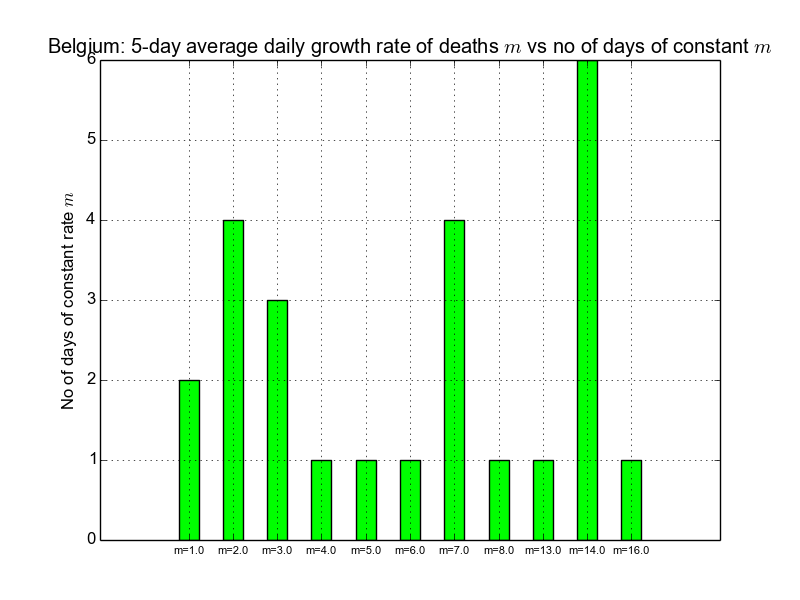 Belgium: 5-day average daily growth rate of deaths m vs no of days of constant m
No of days of constant rate m
6
5
4
3
2
1
0
m=1.0 m=2.0 m=3.0 m=4.0 m=5.0 m=6.0 m=7.0 m=8.0 m=13.0 m=14.0 m=16.0